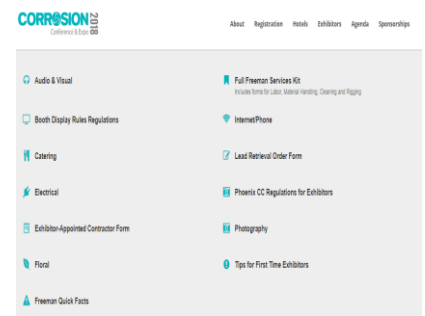 CORROSION 2018
Conference & Expo
About Registration Hotels Exhibitors Agenda Sponsorships
Audio & Visual
Full Freeman Services Kit
Includes forms for Labor, Material Handling, Cleaning and Rigging
Booth Display Rules Regulations
Internet/Phone
Catering
Lead Retrieval Order Form
Electrical
Phoenix CC Regulations for Exhibitors
Exhibitor-Appointed Contractor Form
Photography
Floral
Tips for First Time Exhibitors
Freeman Quick Facts